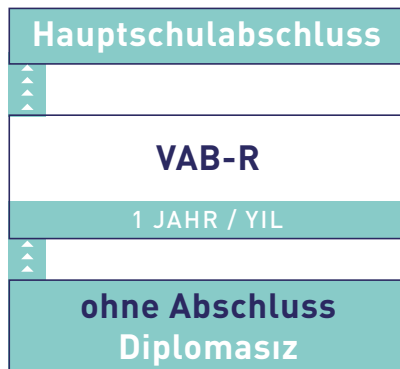 Hauptschulabschluss
VAB-R
1 JAHR / YIL
ohne Abschluss
Diplomasız